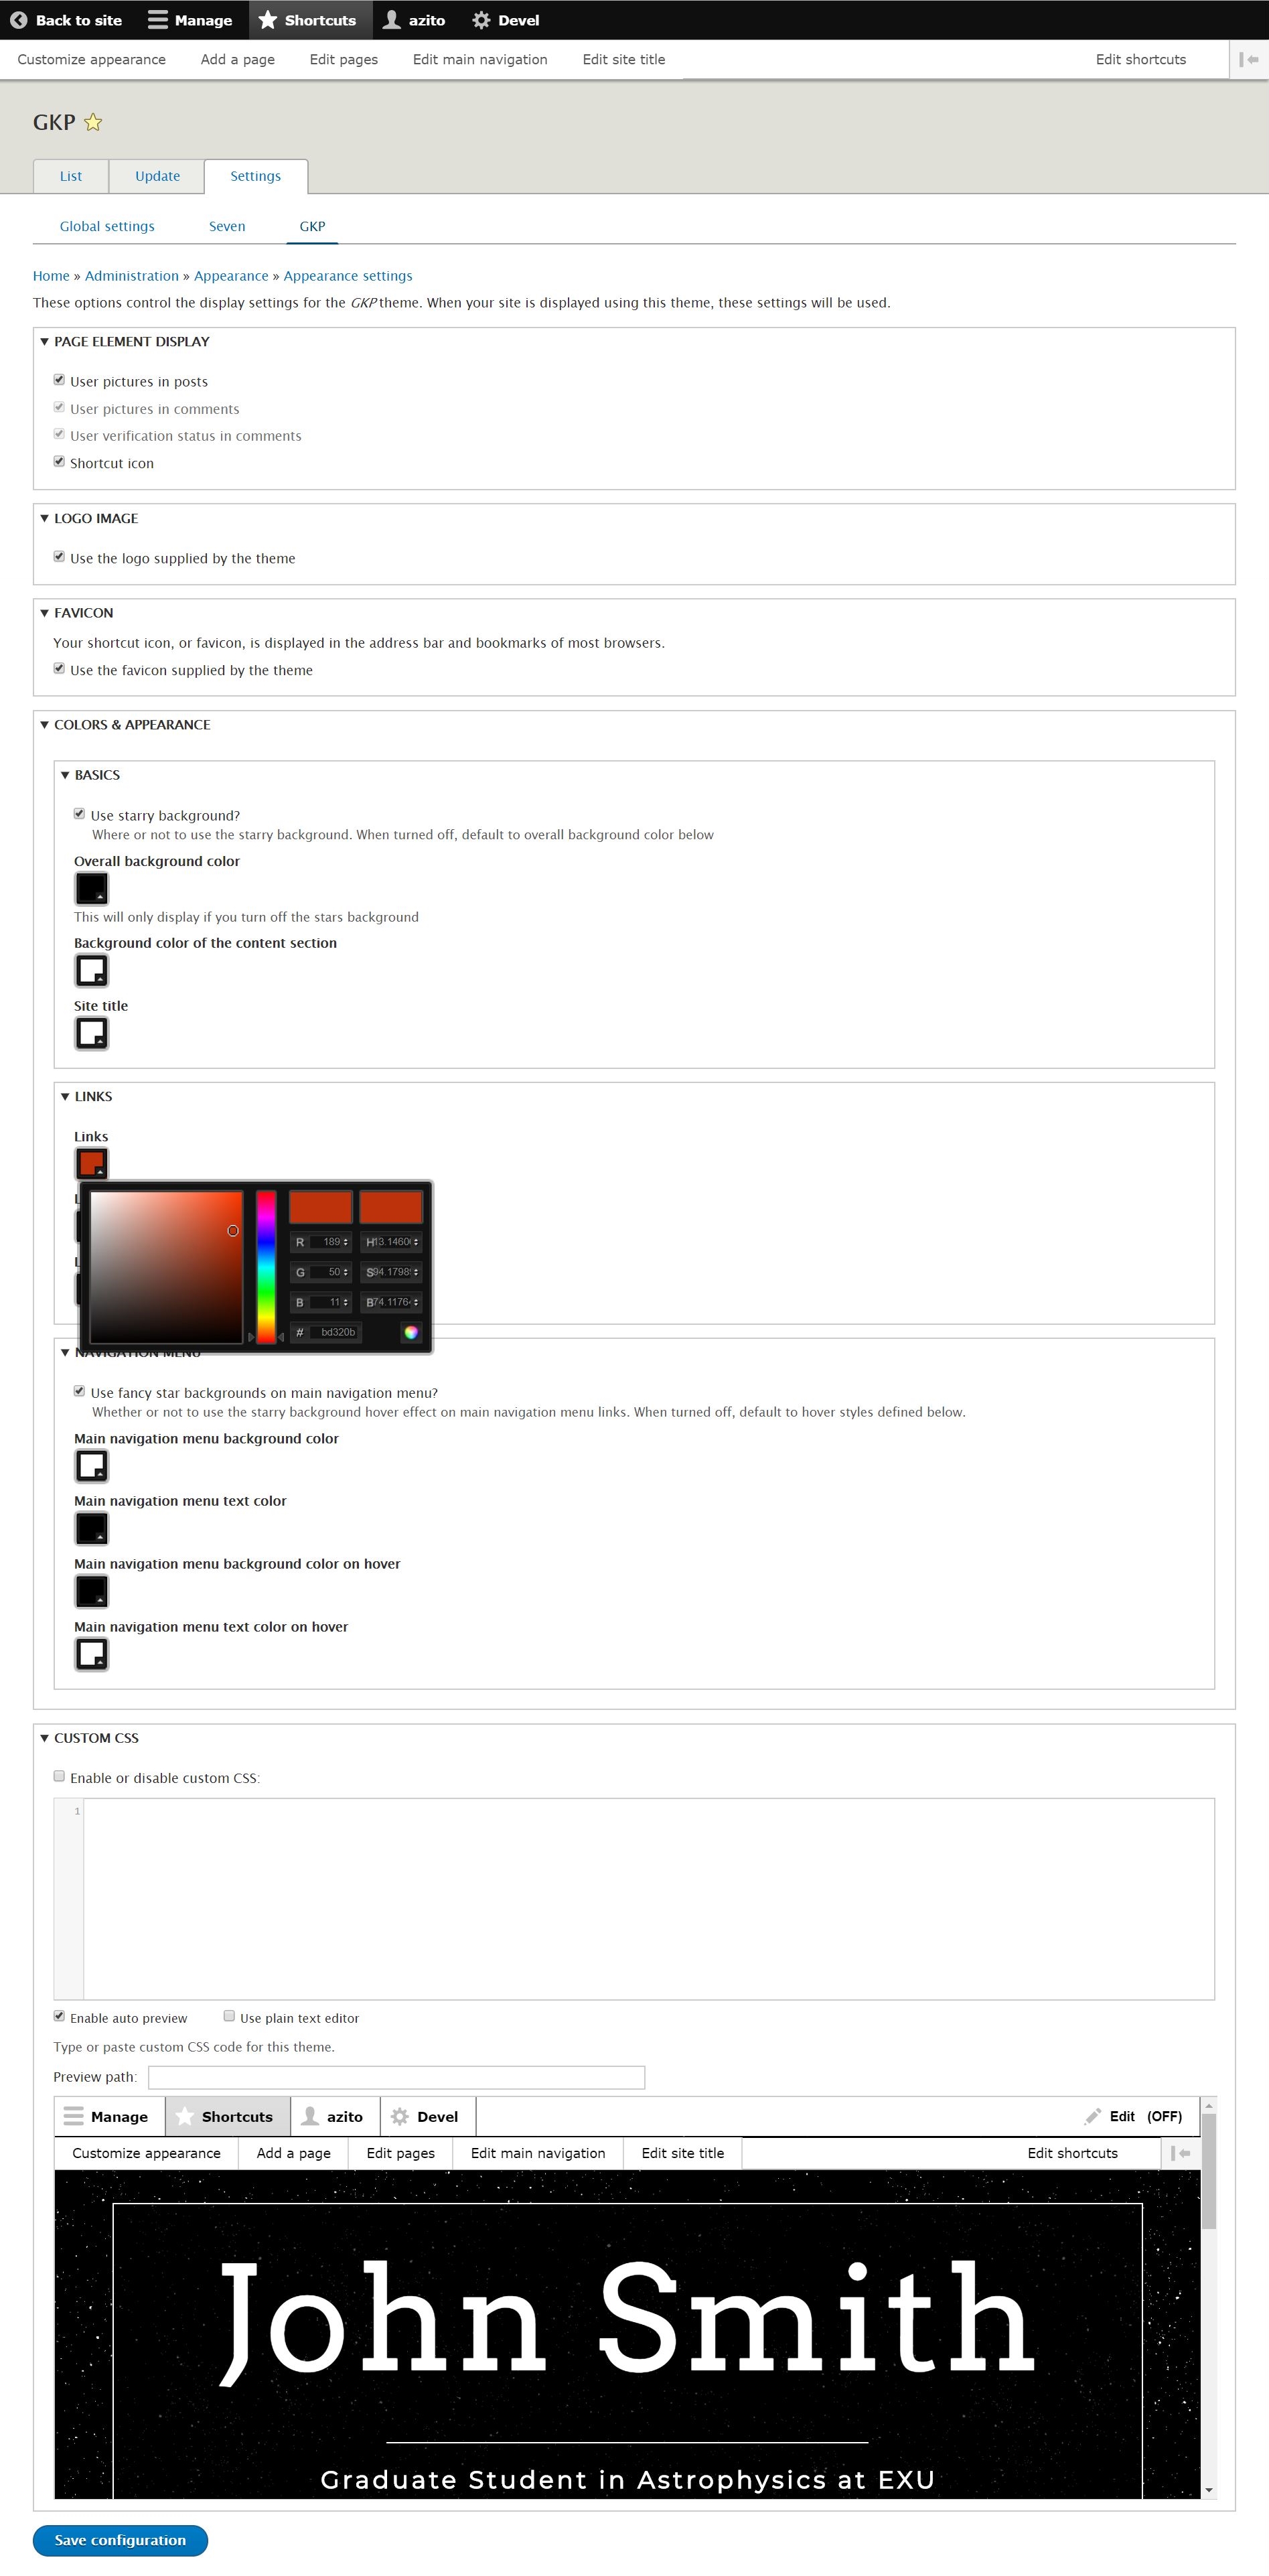 Back to site Manage Shortcuts azito Devel
Customize appearance Add a page Edit pages Edit main navigation Edit site title Edit shortcuts
GKP
List Update Settings
Global settings Seven GKP
Home » Administration » Appearance » Appearance settings
These options control the display settings for the GKP theme. When your site is displayed using this theme, these settings will be used.
PAGE ELEMENT DISPLAY
User pictures in posts
User pictures in comments
User verification status in comments
Shortcut icon
LOGO IMAGE
Use the logo supplied by the theme
FAVICON
Your shortcut icon, or favicon, is displayed in the address bar and bookmarks of most browsers.
Use the favicon supplied by the theme
COLORS & APPEARANCE
BASICS
Use starry background?
Where or not to use the starry background. When turned off, default to overall background color below
Overall background color
This will only display if you turn off the stars background
Background color of the content section
Site title
LINKS
Links
R 189 H 13.1460
G 50 S 94.1798
B 11 B 74.1176
# bd320b
NAVIGATION MENU
Use fancy star backgrounds on main navigation menu?
Whether or not to use the starry background hover effect on main navigation menu links. When turned off, default to hover styles defined below.
Main navigation menu background color
Main navigation menu text color
Main navigation menu background color on hover
Main navigation menu text color on hover
CUSTOM CSS
Enable or disable custom CSS:
1
Enable auto preview Use plain text editor
Type or paste custom CSS code for this theme.
Preview path:
Manage Shortcuts azito Devel Edit (OFF)
Customize appearance Add a page Edit pages Edit main navigation Edit site title Edit shortcuts
John Smith
Graduate Student in Astrophysics at EXU
Save configuration